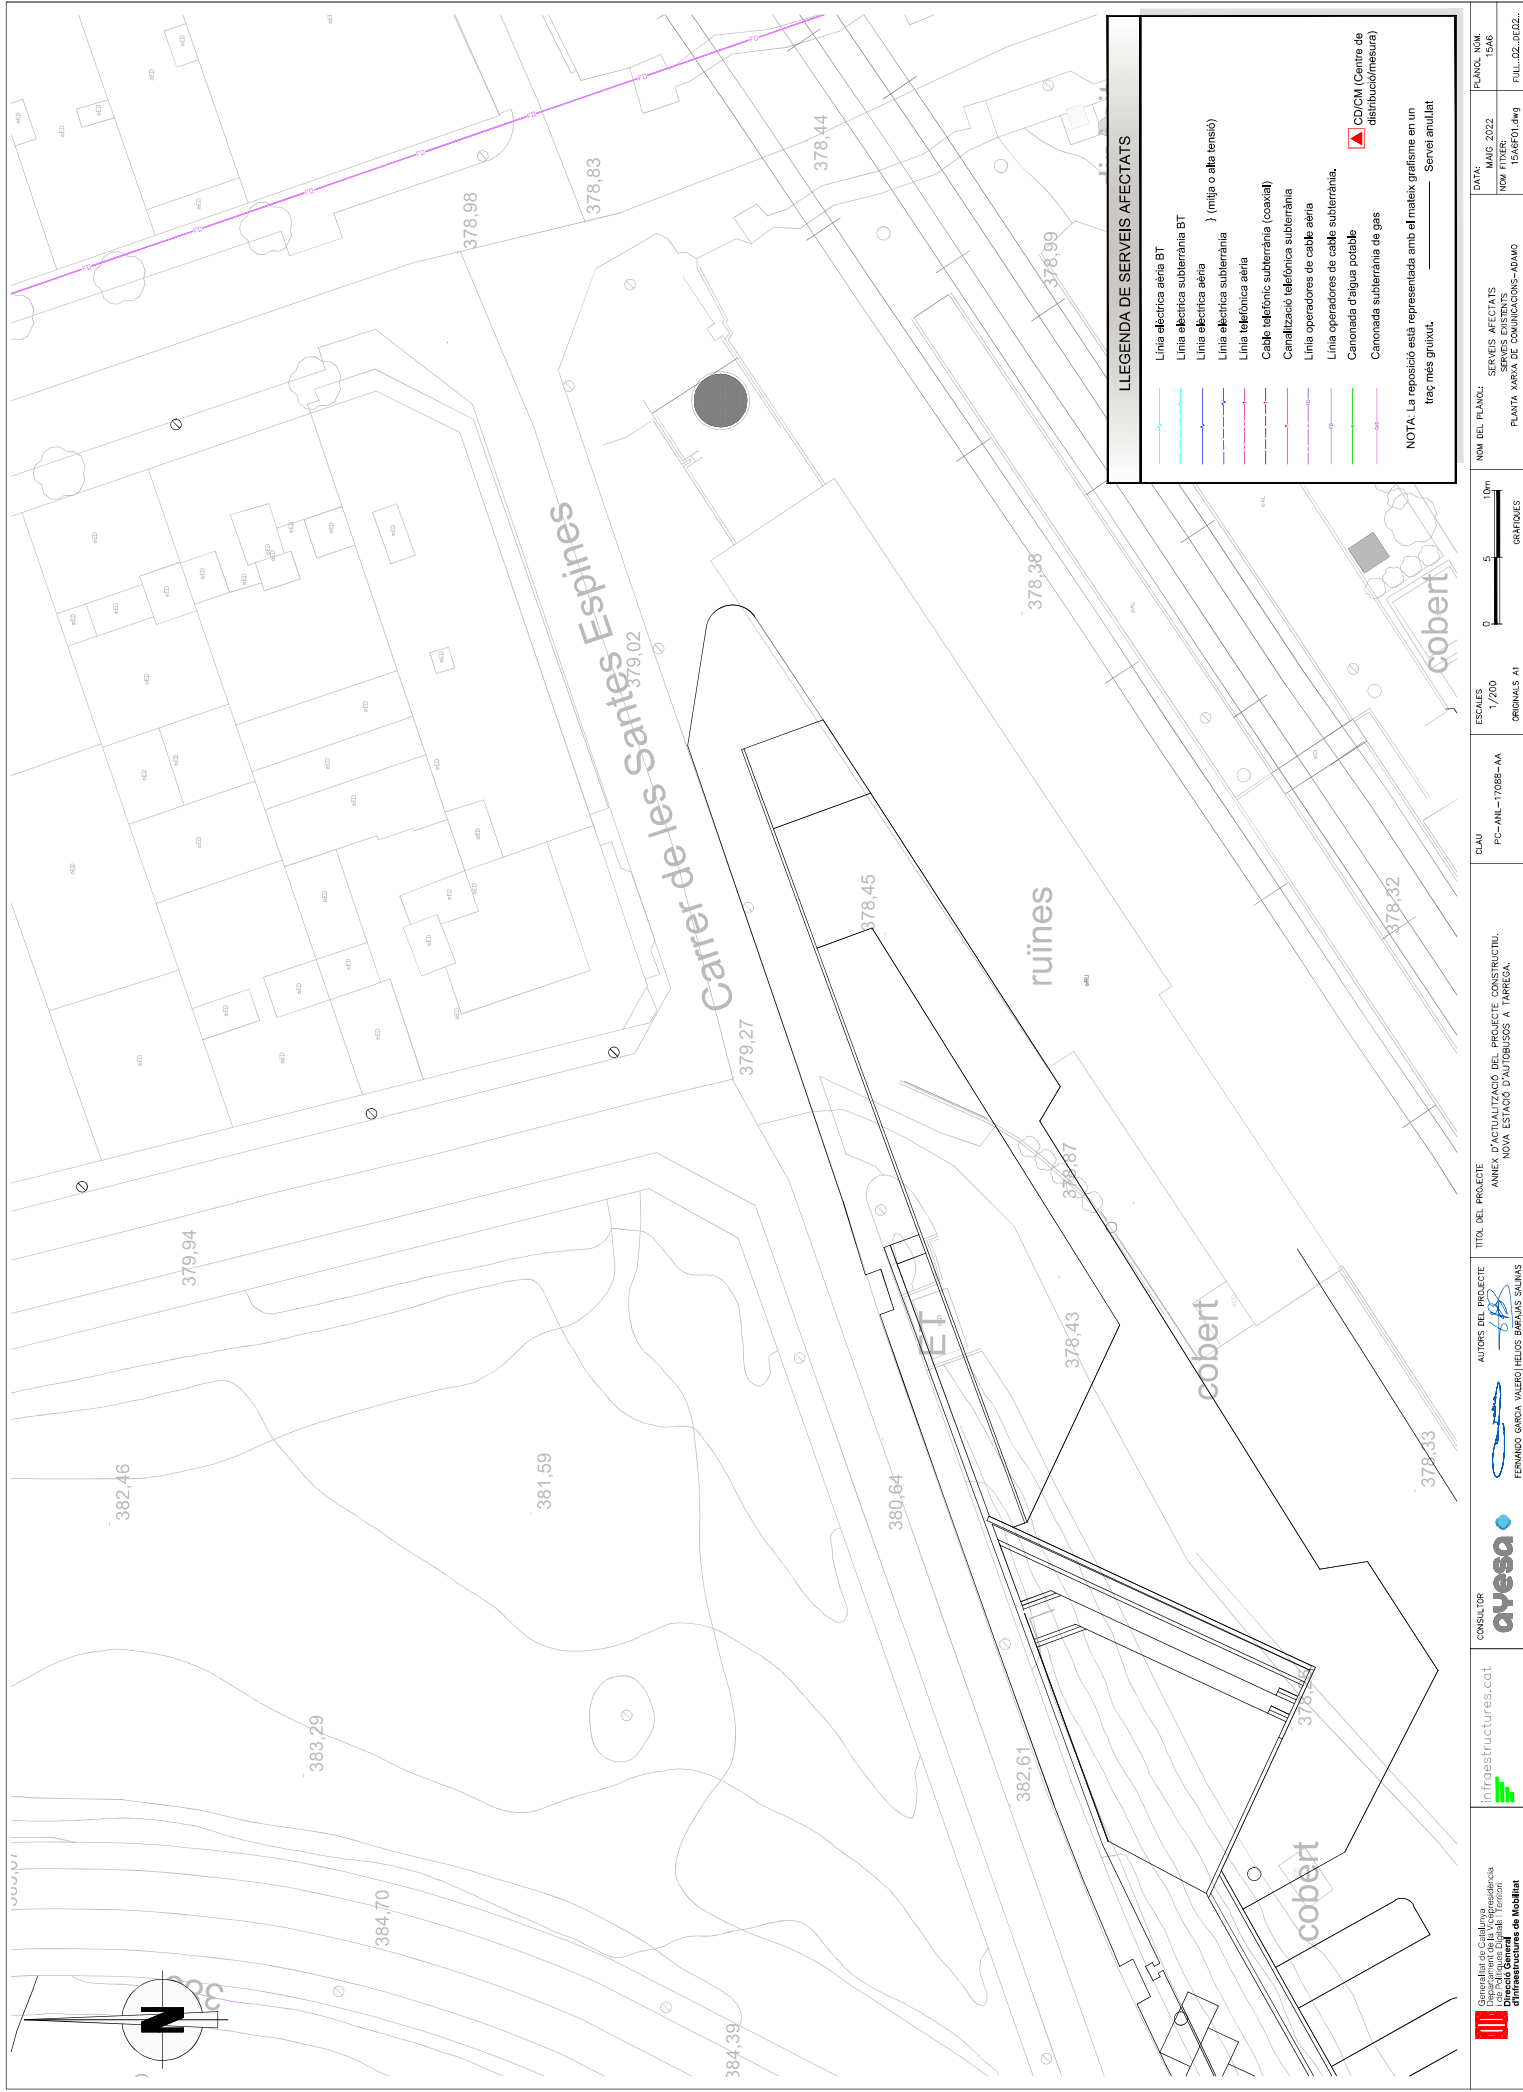 LLEGENDA DE SERVEIS AFECTATS
Línia elèctrica aèria BT
Línia elèctrica subterrània BT
Línia elèctrica aèria
} (mitja o alta tensió)
Línia elèctrica subterrània
Línia telefònica aèria
Cable telefònic subterrània (coaxial)
Canalització telefònica subterrània
Línia operadores de cable aèria
Línia operadores de cable subterrània.
Canonada d'aigua potable
Canonada subterrània de gas
CD/CM (Centre de
distribució/mesura)
NOTA: La reposició està representada amb el mateix grafisme en un
traç més gruixut.
Servei anul.lat
Carrer de les Santes Espines
ruïnes
cobert
cobert
cobert
ET
N
382,46
379,94
381,59
383,29
384,70
384,39
382,61
380,64
379,27
379,02
378,98
378,83
378,44
378,99
378,38
378,45
378,32
378,87
378,43
378,33
Generalitat de Catalunya
Departament de la Vicepresidència
i de Polítiques Digitals i Territori
Direcció General
d'Infraestructures de Mobilitat
infraestructures.cat
CONSULTOR
ayesa
AUTORS DEL PROJECTE
FERNANDO GARCIA VALERO
HELIOS BARAJAS SALINAS
TITOL DEL PROJECTE
ANNEX D'ACTUALITZACIÓ DEL PROJECTE CONSTRUCTIU.
NOVA ESTACIÓ D'AUTOBUSOS A TÀRREGA.
CLAU
PC-ANL-17088-AA
ESCALES
1/200
ORIGINALS A1
0 5 10m
GRÀFIQUES
NOM DEL PLÀNOL:
SERVEIS AFECTATS
SERVEIS EXISTENTS
PLANTA XARXA DE COMUNICACIONS-ADAMO
DATA:
MAIG 2022
NOM FITXER:
15A6F01.dwg
PLÀNOL NÚM.
15A6
FULL..02..DE02..